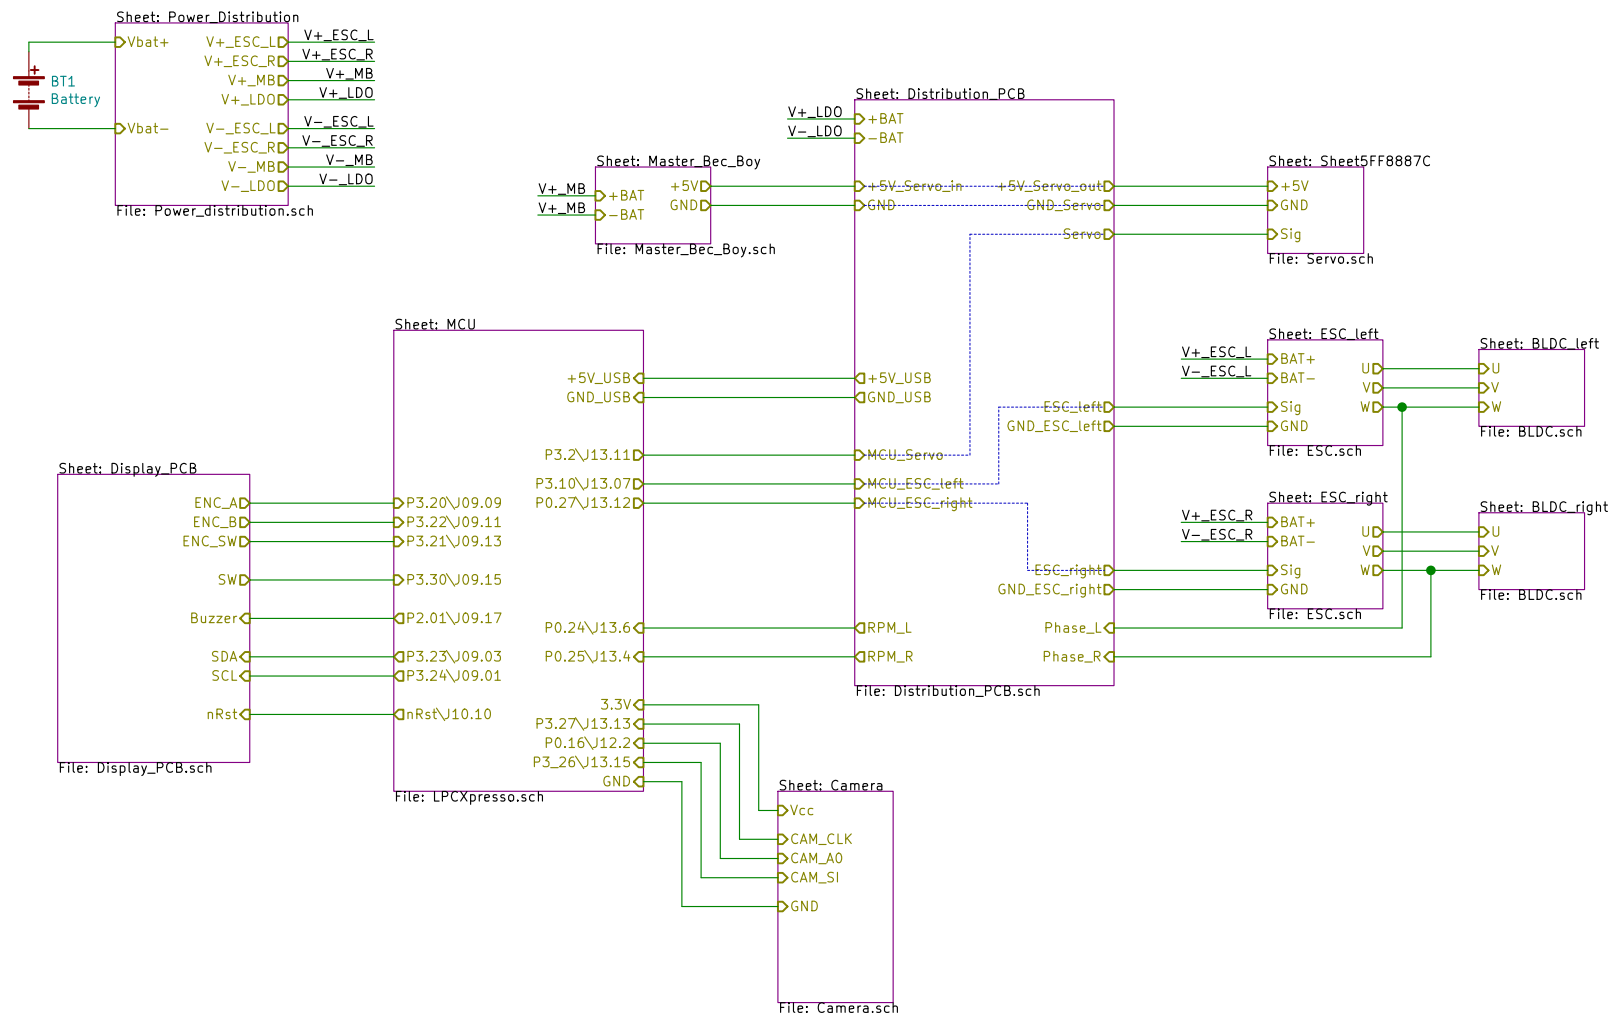 Sheet: Power_Distribution
Vbat+
Vbat-
V+_ESC_L
V+_ESC_R
V+_MB
V+_LDO
V-_ESC_L
V-_ESC_R
V-_MB
V-_LDO
V+_ESC_L
V+_ESC_R
V+_MB
V+_LDO
V-_ESC_L
V-_ESC_R
V-_MB
V-_LDO
File: Power_distribution.sch
+
BT1
Battery
Sheet: Master_Bec_Boy
V+_MB
V+_MB
+BAT
-BAT
+5V
GND
File: Master_Bec_Boy.sch
Sheet: Distribution_PCB
V+_LDO
V-_LDO
+BAT
-BAT
+5V_Servo_in
GND
+5V_Servo_out
GND_Servo
Servo
+5V_USB
GND_USB
ESC_left
GND_ESC_left
MCU_Servo
MCU_ESC_left
MCU_ESC_right
ESC_right
GND_ESC_right
RPM_L
RPM_R
Phase_L
Phase_R
File: Distribution_PCB.sch
Sheet: Sheet5FF8887C
+5V
GND
Sig
File: Servo.sch
Sheet: ESC_left
V+_ESC_L
V-_ESC_L
BAT+
BAT-
Sig
GND
U
V
W
File: ESC.sch
Sheet: BLDC_left
U
V
W
File: BLDC.sch
Sheet: ESC_right
V+_ESC_R
V-_ESC_R
BAT+
BAT-
Sig
GND
U
V
W
File: ESC.sch
Sheet: BLDC_right
U
V
W
File: BLDC.sch
Sheet: MCU
+5V_USB
GND_USB
P3.2\J13.11
P3.10\J13.07
P0.27\J13.12
P3.20\J09.09
P3.22\J09.11
P3.21\J09.13
P3.30\J09.15
P2.01\J09.17
P3.23\J09.03
P3.24\J09.01
nRst\J10.10
P0.24\J13.6
P0.25\J13.4
3.3V
P3.27\J13.13
P0.16\J12.2
P3_26\J13.15
GND
File: LPCXpresso.sch
Sheet: Display_PCB
ENC_A
ENC_B
ENC_SW
SW
Buzzer
SDA
SCL
nRst
File: Display_PCB.sch
Sheet: Camera
Vcc
CAM_CLK
CAM_AO
CAM_SI
GND
File: Camera.sch